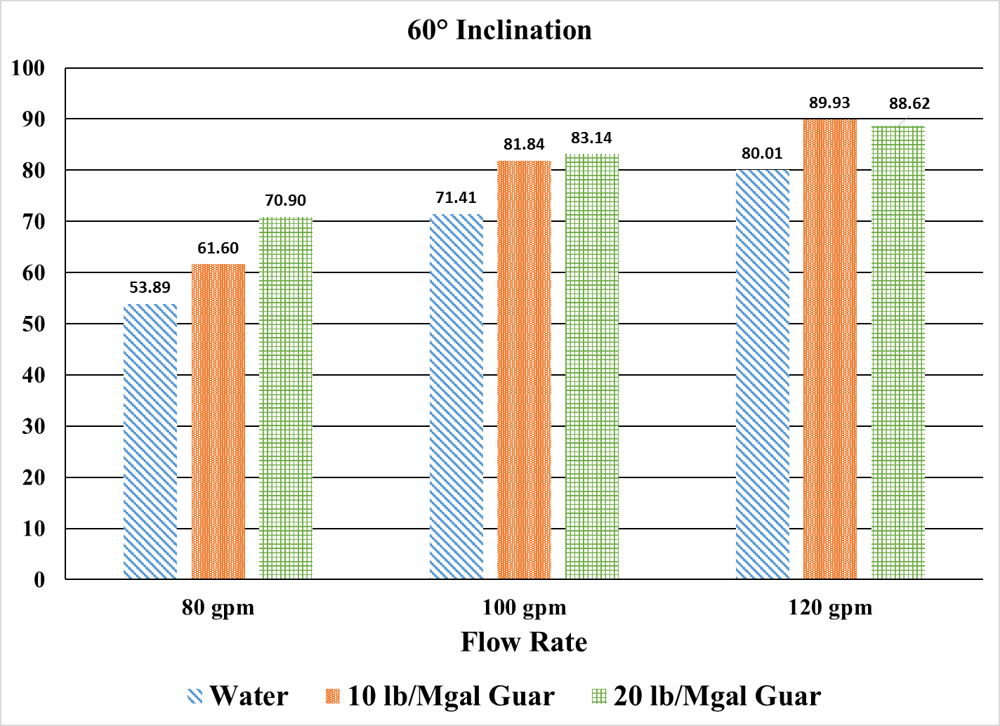 60° Inclination
100
90
80
70
60
50
40
30
20
10
0
53.89
61.60
70.90
71.41
81.84
83.14
80.01
89.93
88.62
80 gpm
100 gpm
120 gpm
Flow Rate
Water
10 lb/Mgal Guar
20 lb/Mgal Guar